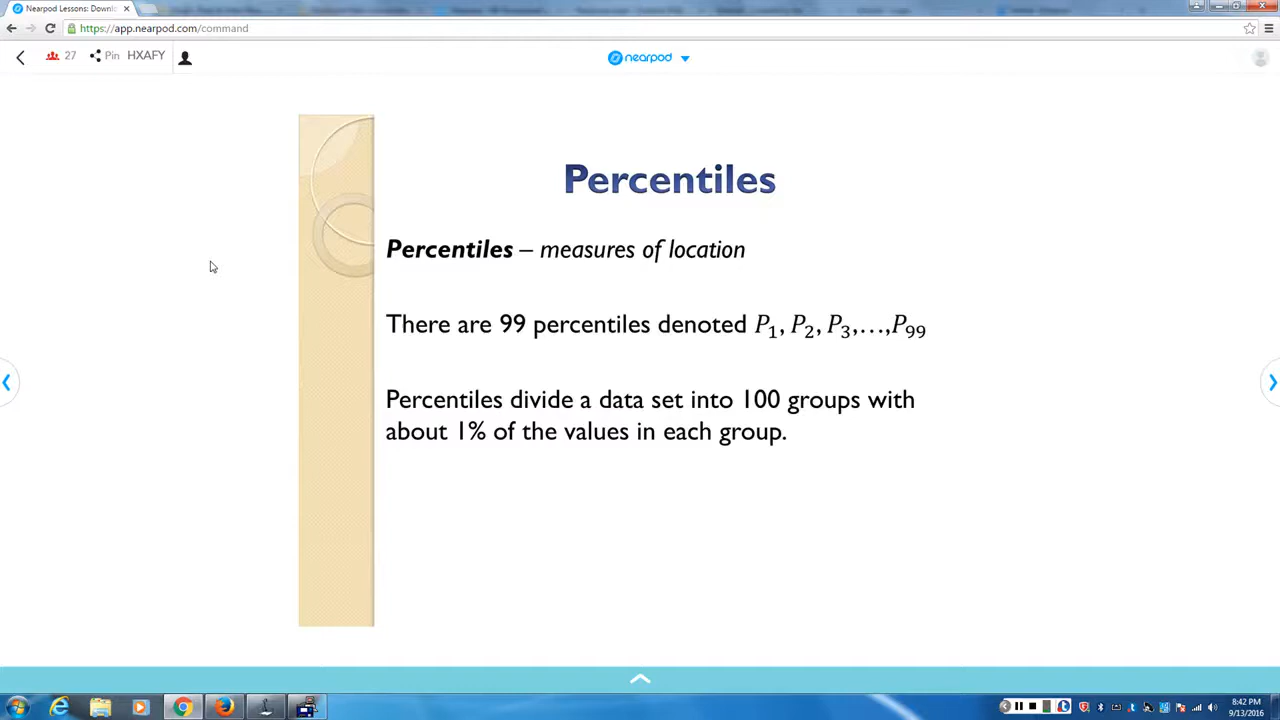 Nearpod Lessons: Downl
https://app.nearpod.com/command
27 Pin HXAFY
nearpod
Percentiles
Percentiles – measures of location
There are 99 percentiles denoted P₁, P₂, P₃,…,P₉₉
Percentiles divide a data set into 100 groups with
about 1% of the values in each group.
8:42 PM
9/13/2016